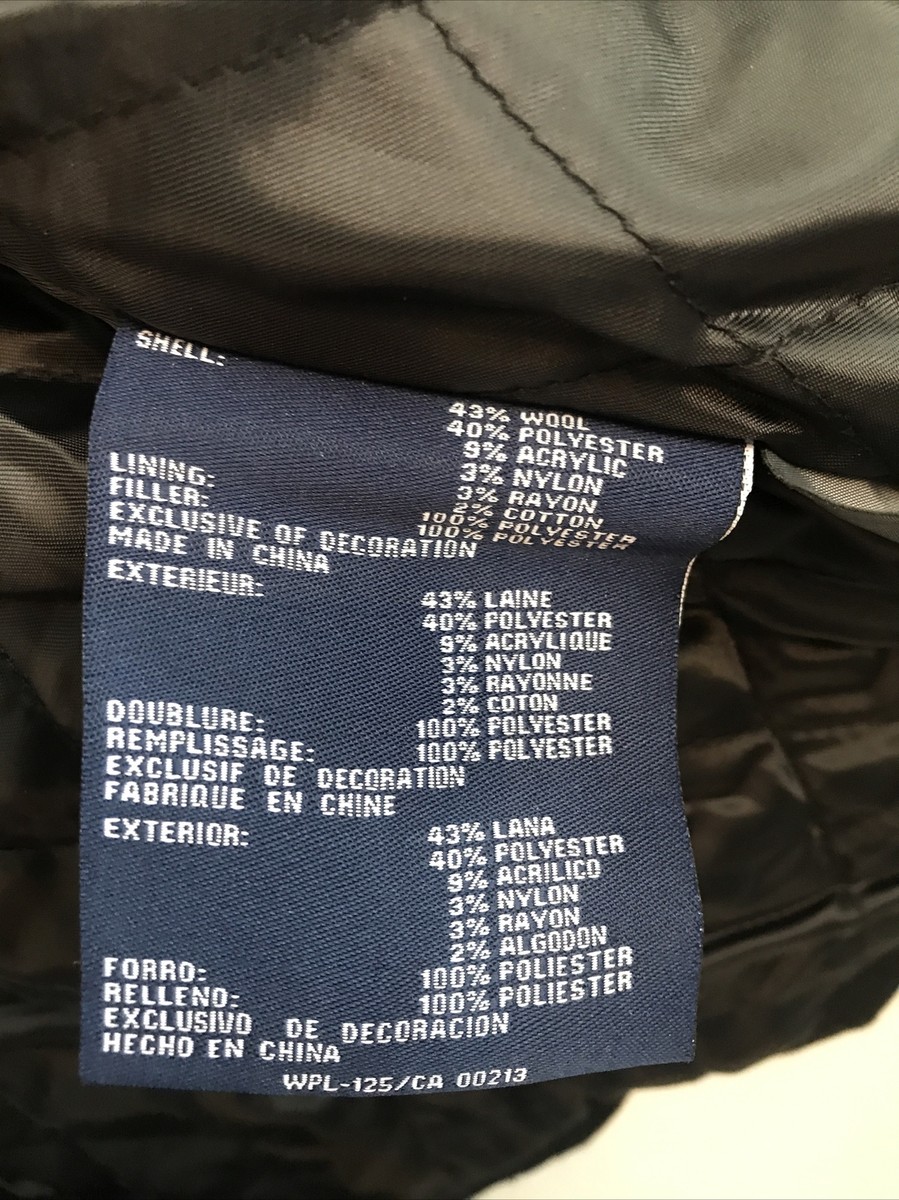 SHELL:
43% WOOL
40% POLYESTER
9% ACRYLIC
3% NYLON
3% RAYON
2% COTTON
LINING: 100% POLYESTER
FILLER: 100% POLYESTER
EXCLUSIVE OF DECORATION
MADE IN CHINA
EXTERIEUR:
43% LAINE
40% POLYESTER
9% ACRYLIQUE
3% NYLON
3% RAYONNE
2% COTON
DOUBLURE: 100% POLYESTER
REMPLISSAGE: 100% POLYESTER
EXCLUSIF DE DECORATION
FABRIQUE EN CHINE
EXTERIOR:
43% LANA
40% POLYESTER
9% ACRILICO
3% NYLON
3% RAYON
2% ALGODON
FORRO: 100% POLIESTER
RELLENO: 100% POLIESTER
EXCLUSIVO DE DECORACION
HECHO EN CHINA
WPL-125/CA 00213